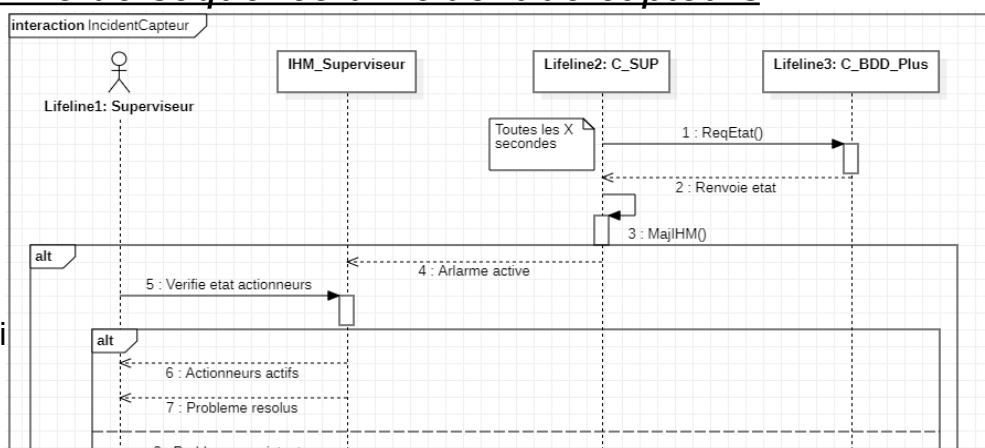 interaction IncidentCapteur
IHM_Superviseur
Lifeline2: C_SUP
Lifeline3: C_BDD_Plus
Lifeline1: Superviseur
Toutes les X
secondes
1 : ReqEtat()
2 : Renvoie etat
3 : MajIHM()
alt
4 : Arlarme active
5 : Verifie etat actionneurs
i
alt
6 : Actionneurs actifs
7 : Probleme resolus